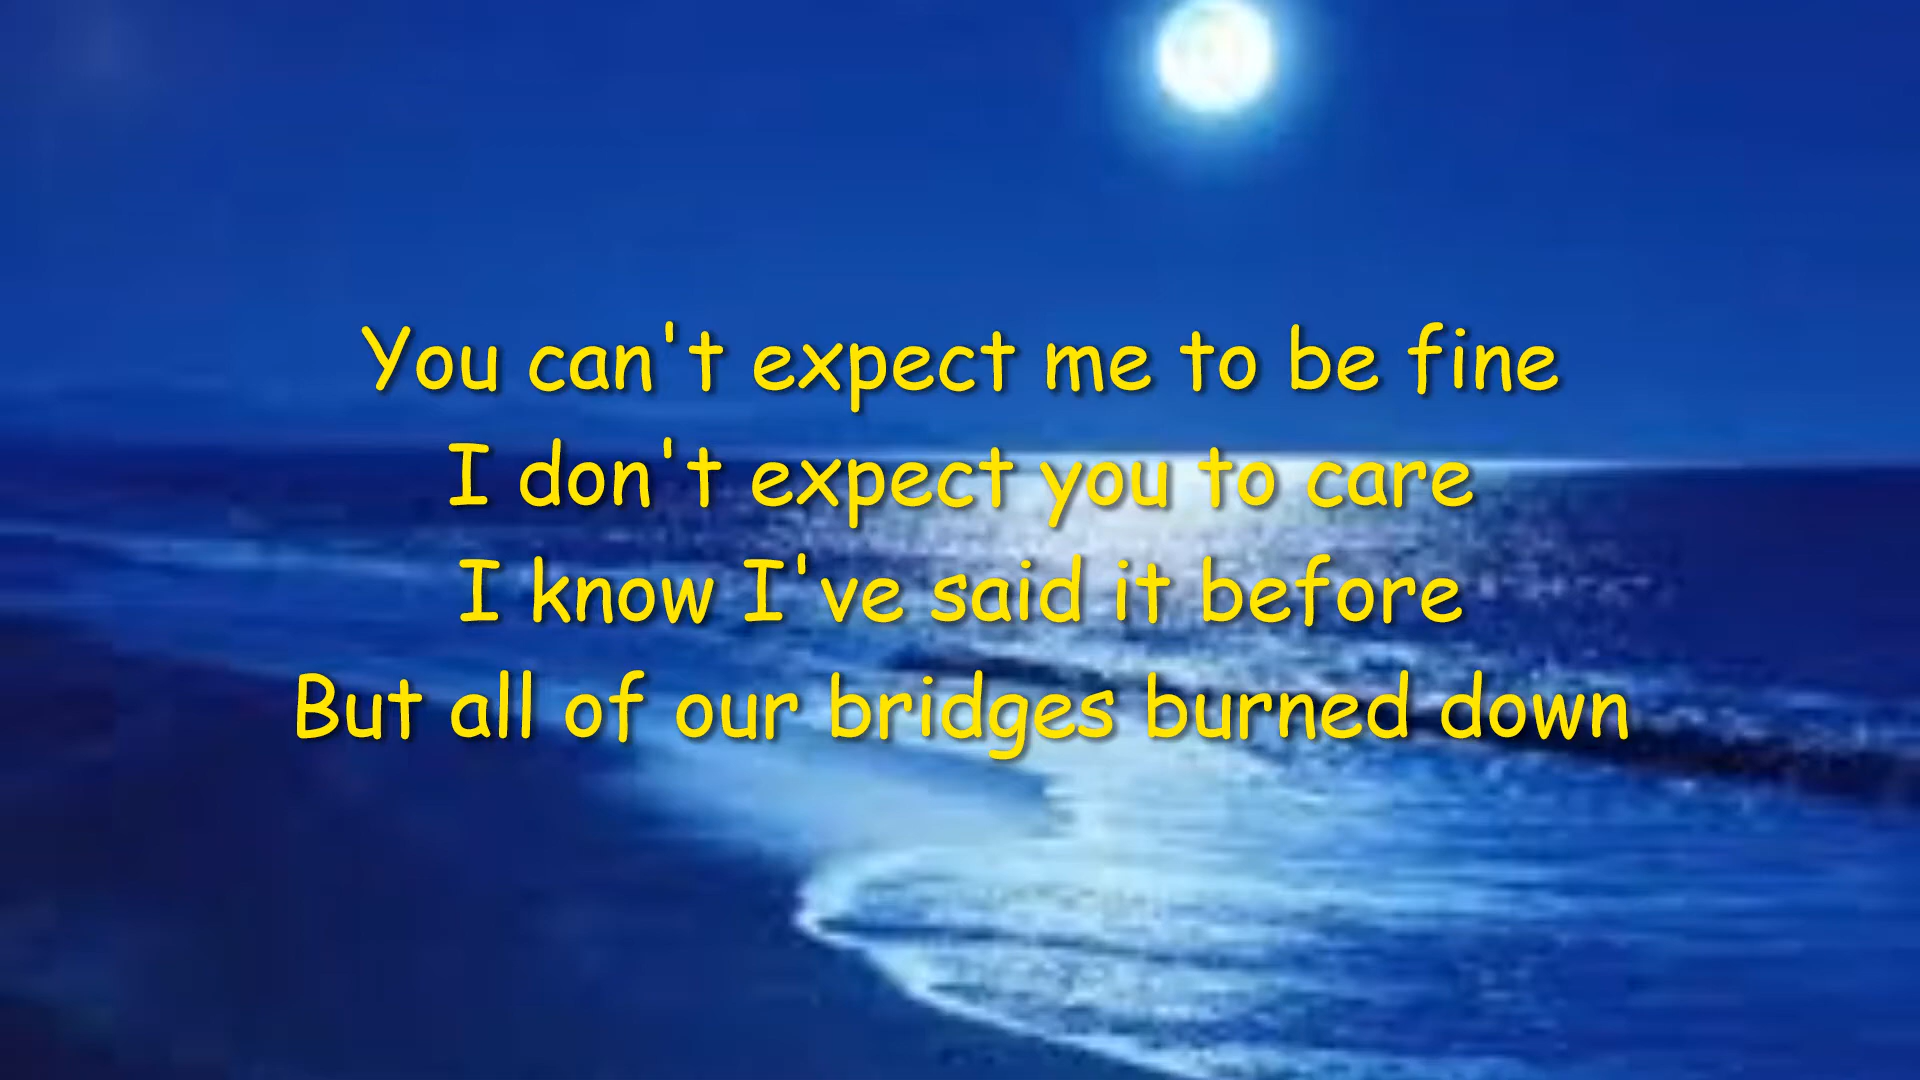 You can't expect me to be fine
I don't expect you to care
I know I've said it before
But all of our bridges burned down